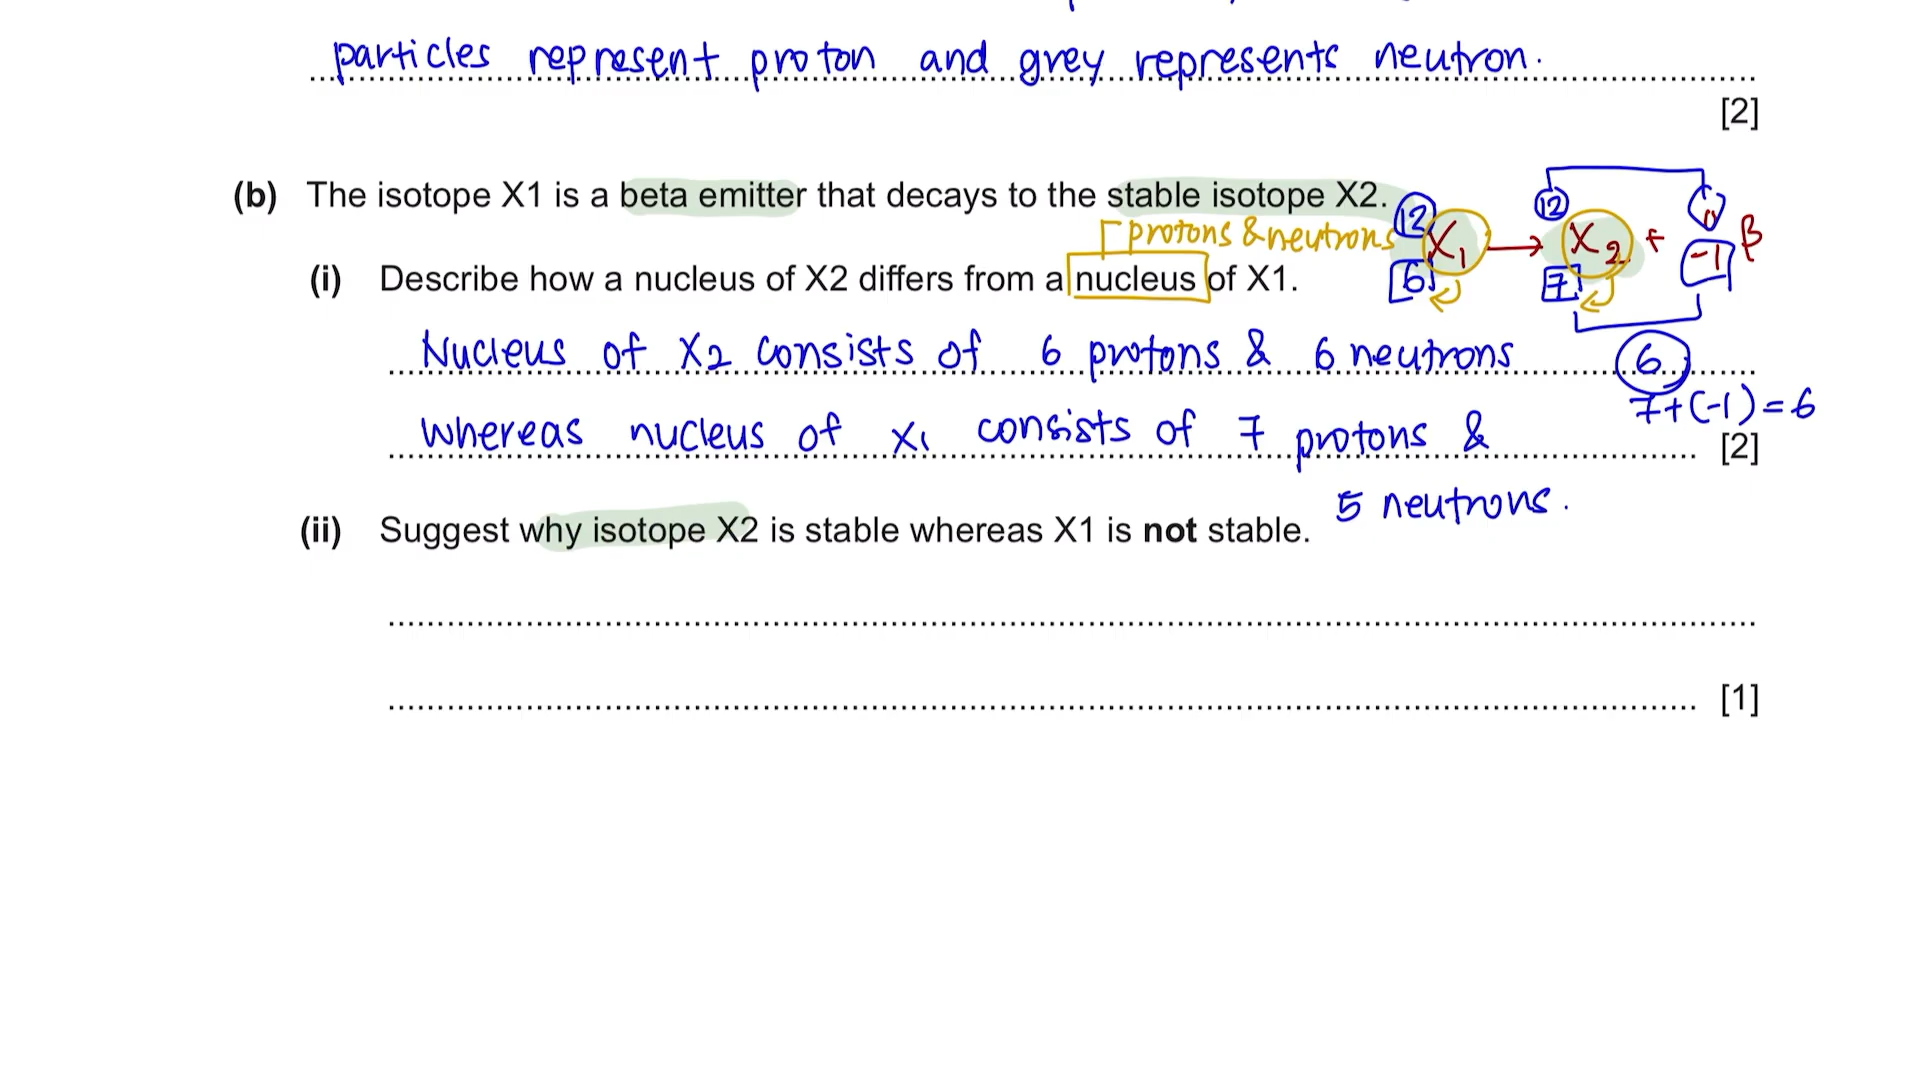 particles represent proton and grey represents neutron.
[2]
(b) The isotope X1 is a beta emitter that decays to the stable isotope X2.
protons & neutrons
12 6 X1 → 12 7 X2 + 0 -1 β
(i) Describe how a nucleus of X2 differs from a nucleus of X1.
Nucleus of X2 consists of 6 protons & 6 neutrons
6
7+(-1)=6
whereas nucleus of X1 consists of 7 protons &
[2]
5 neutrons.
(ii) Suggest why isotope X2 is stable whereas X1 is not stable.
[1]